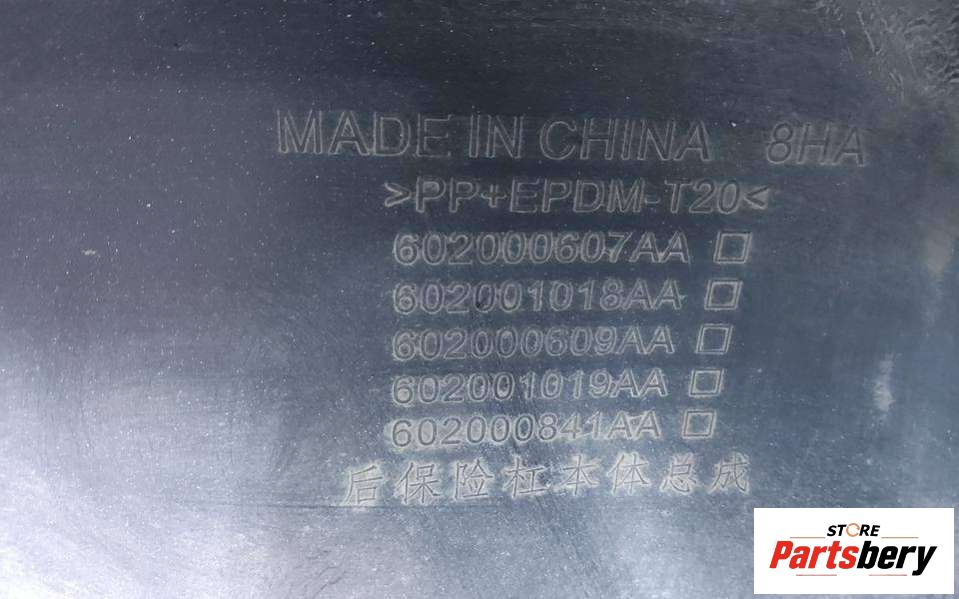 MADE IN CHINA 8HA
>PP+EPDM-T20<
602000607AA □
602001018AA □
602000609AA □
602001019AA □
602000841AA □
后保险杠本体总成
STORE
Partsbery